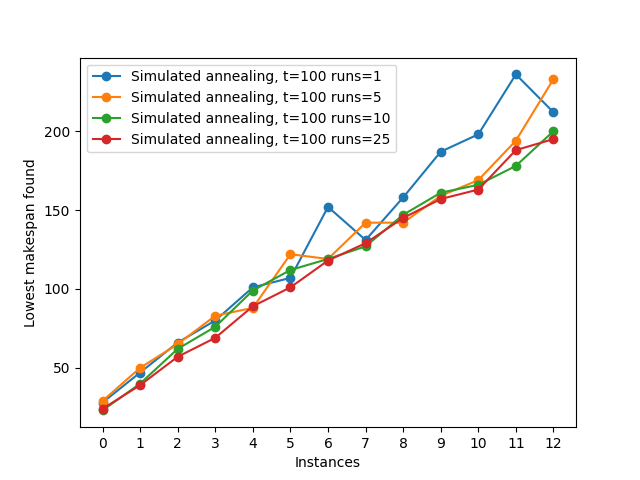 Simulated annealing, t=100 runs=1
Simulated annealing, t=100 runs=5
Simulated annealing, t=100 runs=10
Simulated annealing, t=100 runs=25
Lowest makespan found
200
150
100
50
0 1 2 3 4 5 6 7 8 9 10 11 12
Instances